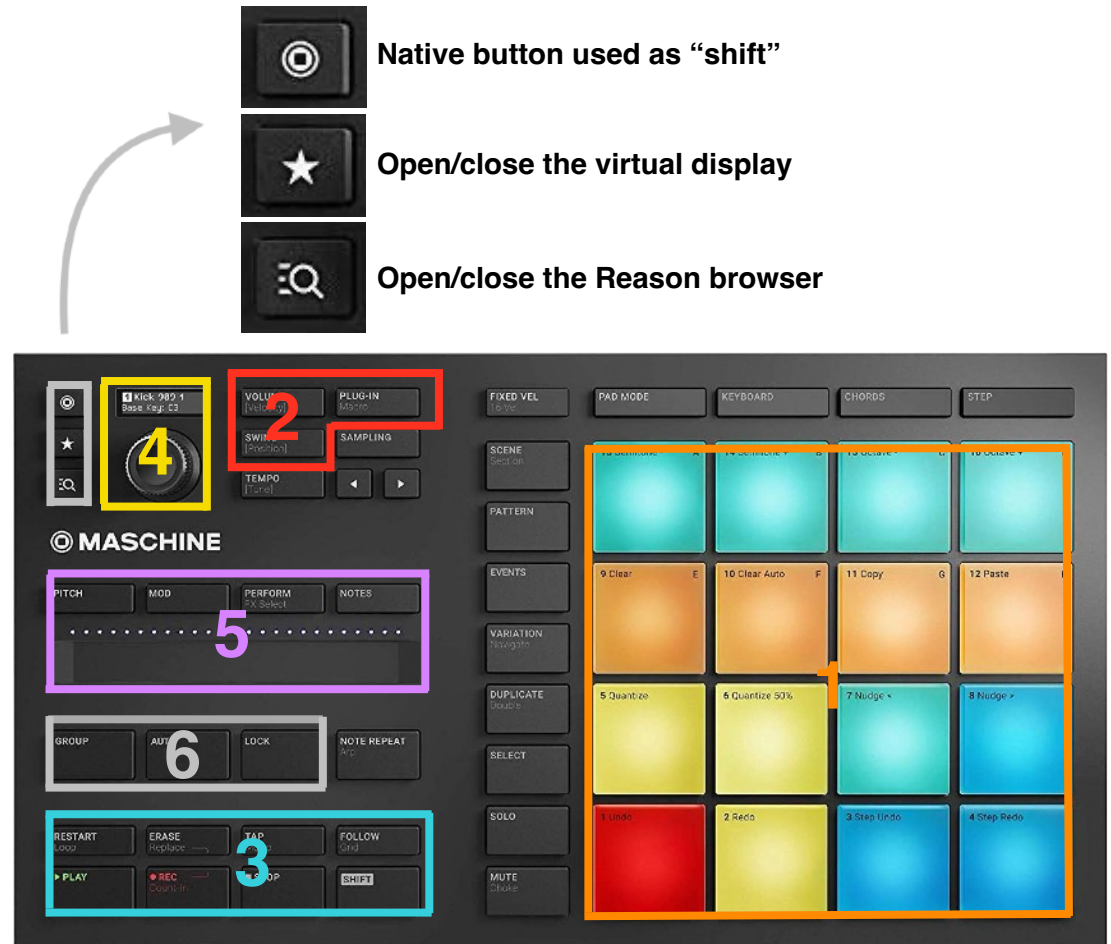 Native button used as “shift”
Open/close the virtual display
Open/close the Reason browser
1 Kick 909 1
Base Key: C3
VOLUME
[Velocity]
PLUG-IN
Macro
SWING
[Position]
SAMPLING
TEMPO
[Tune]
2
4
FIXED VEL
16 Vel
PAD MODE
KEYBOARD
CHORDS
STEP
MASCHINE
SCENE
Section
PATTERN
EVENTS
VARIATION
Navigate
DUPLICATE
Double
SELECT
SOLO
MUTE
Choke
PITCH
MOD
PERFORM
FX Select
NOTES
5
GROUP
LOCK
NOTE REPEAT
Arp
6
RESTART
Loop
ERASE
Replace
TAP
FOLLOW
Grid
PLAY
REC
Count-In
SHIFT
3
9 Clear E
10 Clear Auto F
11 Copy G
12 Paste
5 Quantize
6 Quantize 50%
7 Nudge <
8 Nudge >
1
1 Undo
2 Redo
3 Step Undo
4 Step Redo